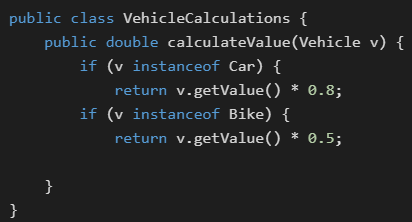 public class VehicleCalculations {
    public double calculateValue(Vehicle v) {
        if (v instanceof Car) {
            return v.getValue() * 0.8;
        if (v instanceof Bike) {
            return v.getValue() * 0.5;

    }
}